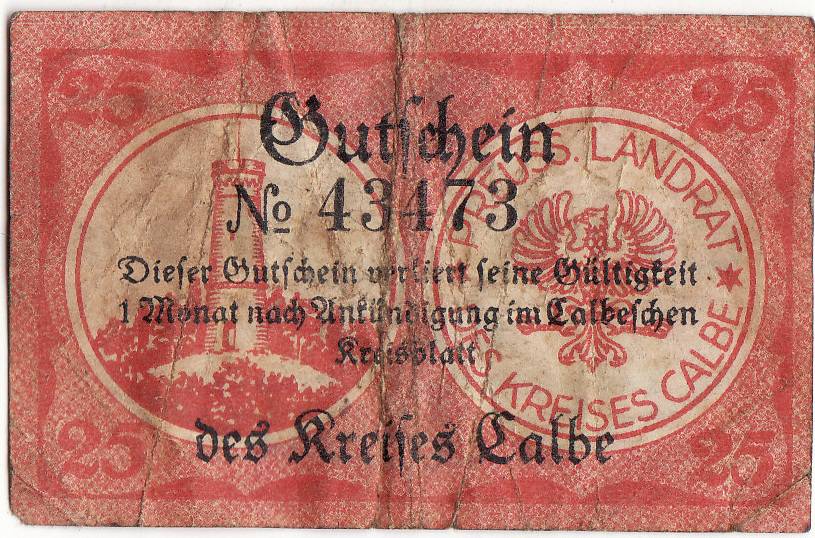 25 25
Gutschein
№ 43473
Dieser Gutschein verliert seine Gültigkeit
1 Monat nach Ankündigung im Calbeschen
Kreisblatt
des Kreises Calbe
25 25
PREUSS. LANDRAT ★
DES KREISES CALBE